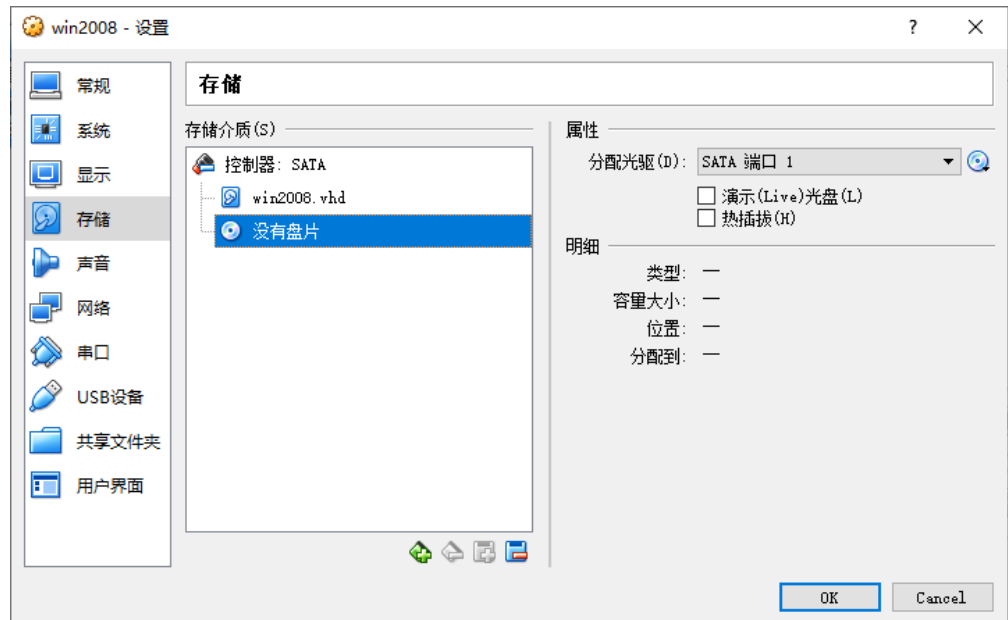 win2008 - 设置
?
常规
系统
显示
存储
声音
网络
串口
USB设备
共享文件夹
用户界面
存储
存储介质(S)
控制器: SATA
win2008.vhd
没有盘片
属性
分配光驱(D): SATA 端口 1
演示(Live)光盘(L)
热插拔(H)
明细
类型: —
容量大小: —
位置: —
分配到: —
OK
Cancel